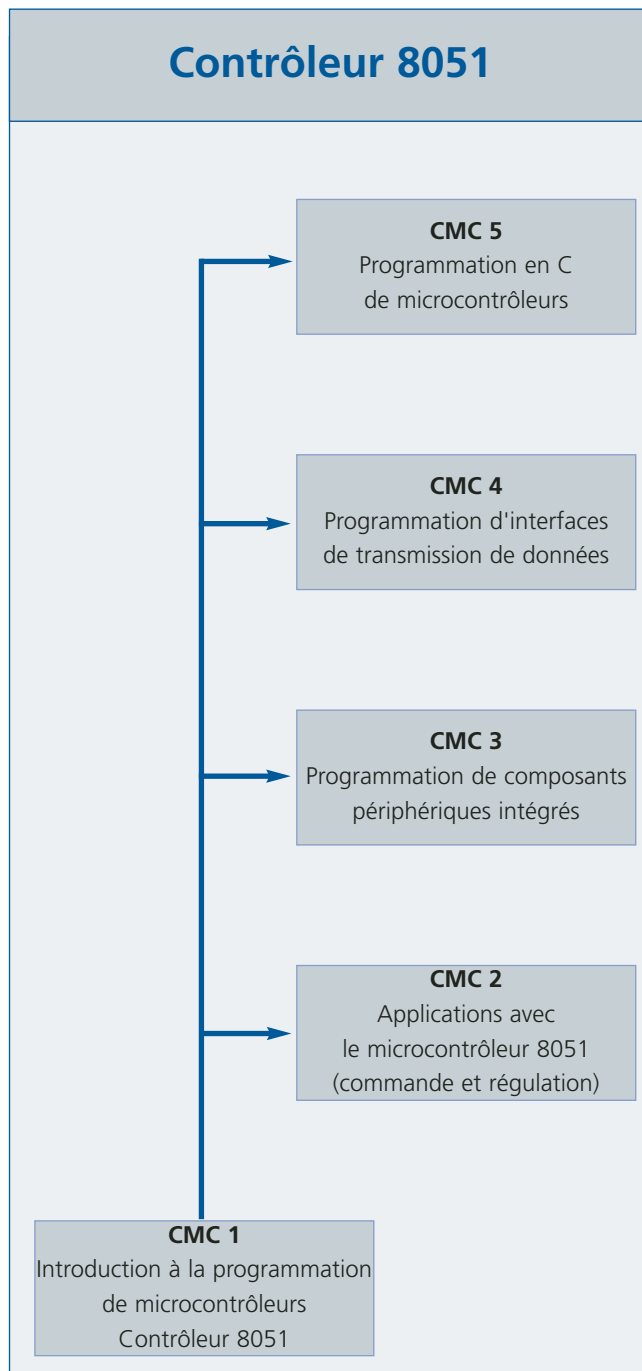 Contrôleur 8051
CMC 5
Programmation en C
de microcontrôleurs
CMC 4
Programmation d'interfaces
de transmission de données
CMC 3
Programmation de composants
périphériques intégrés
CMC 2
Applications avec
le microcontrôleur 8051
(commande et régulation)
CMC 1
Introduction à la programmation
de microcontrôleurs
Contrôleur 8051